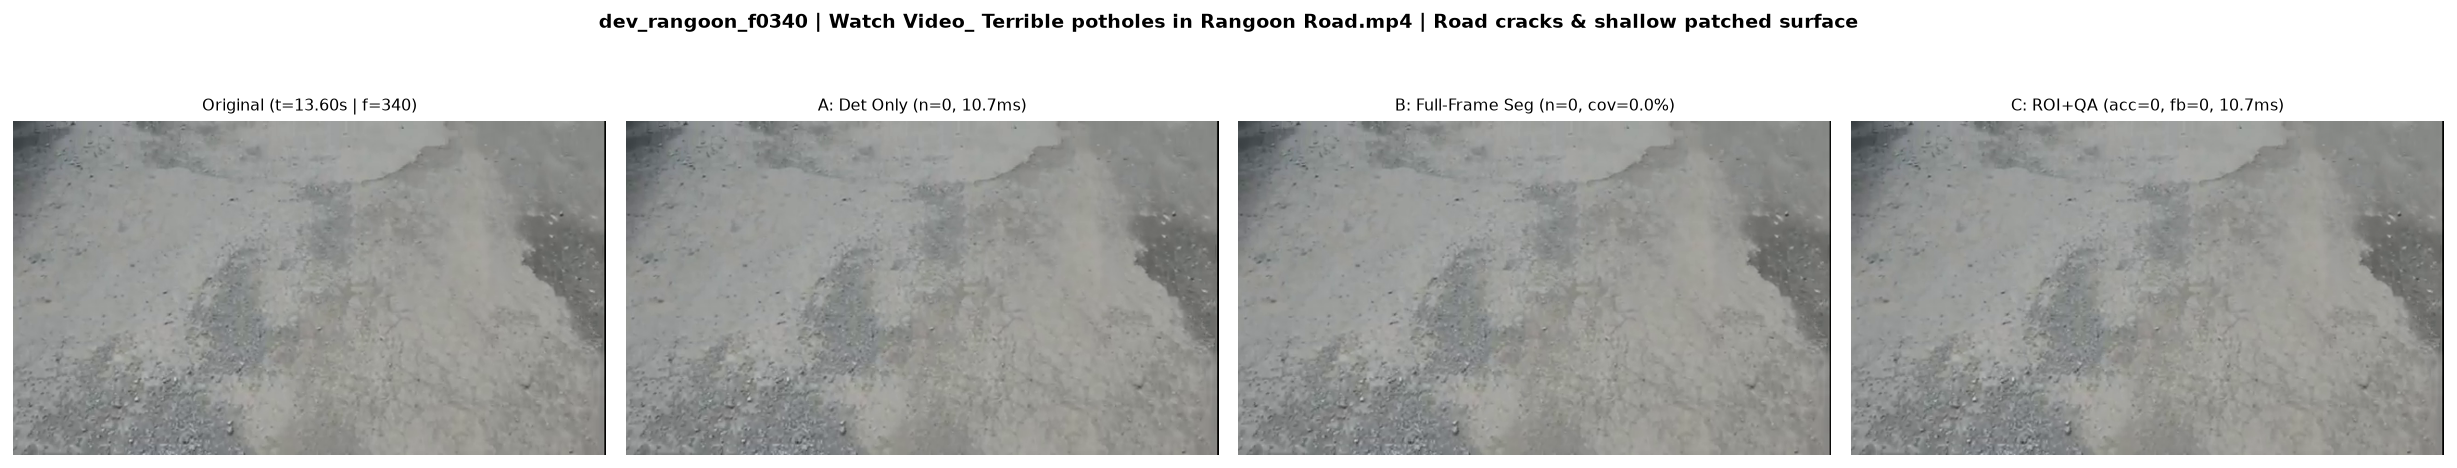 dev_rangoon_f0340 | Watch Video_ Terrible potholes in Rangoon Road.mp4 | Road cracks & shallow patched surface
Original (t=13.60s | f=340)
A: Det Only (n=0, 10.7ms)
B: Full-Frame Seg (n=0, cov=0.0%)
C: ROI+QA (acc=0, fb=0, 10.7ms)